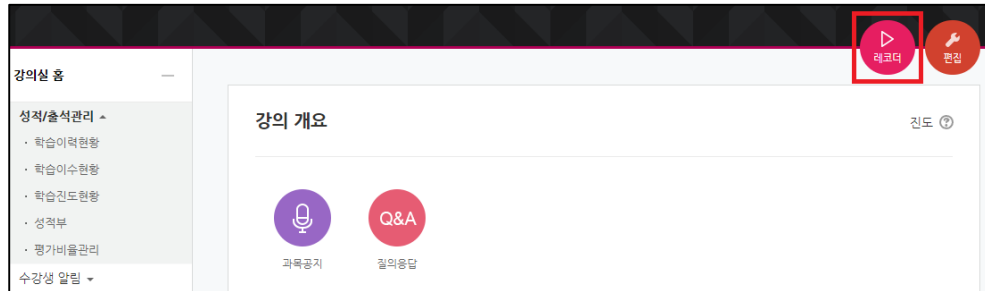 레코더
편집
강의실 홈
성적/출석관리
· 학습이력현황
· 학습이수현황
· 학습진도현황
· 성적부
· 평가비율관리
수강생 알림
강의 개요
진도 ?
Q&A
과목공지
질의응답